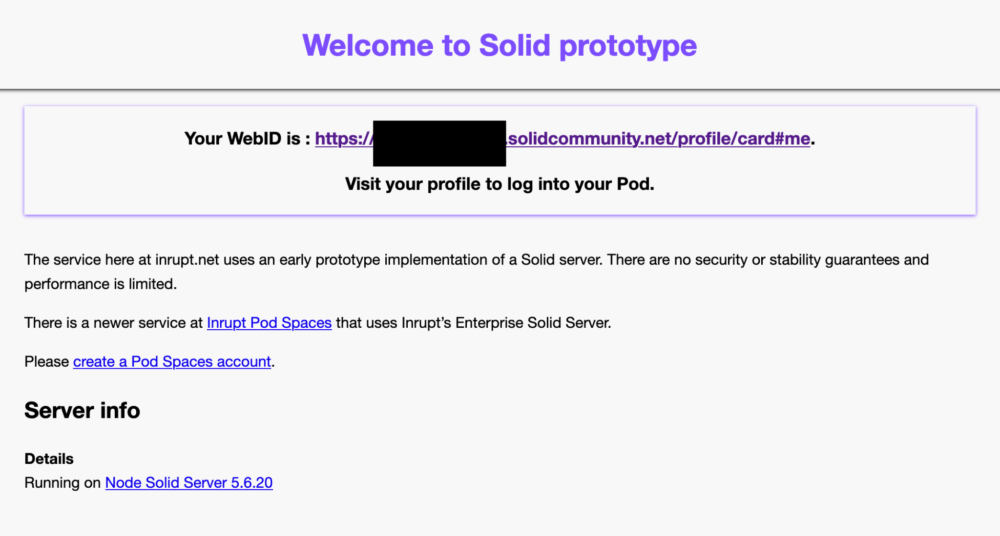 Welcome to Solid prototype
Your WebID is : https:// .solidcommunity.net/profile/card#me.
Visit your profile to log into your Pod.
The service here at inrupt.net uses an early prototype implementation of a Solid server. There are no security or stability guarantees and
performance is limited.
There is a newer service at Inrupt Pod Spaces that uses Inrupt’s Enterprise Solid Server.
Please create a Pod Spaces account.
Server info
Details
Running on Node Solid Server 5.6.20